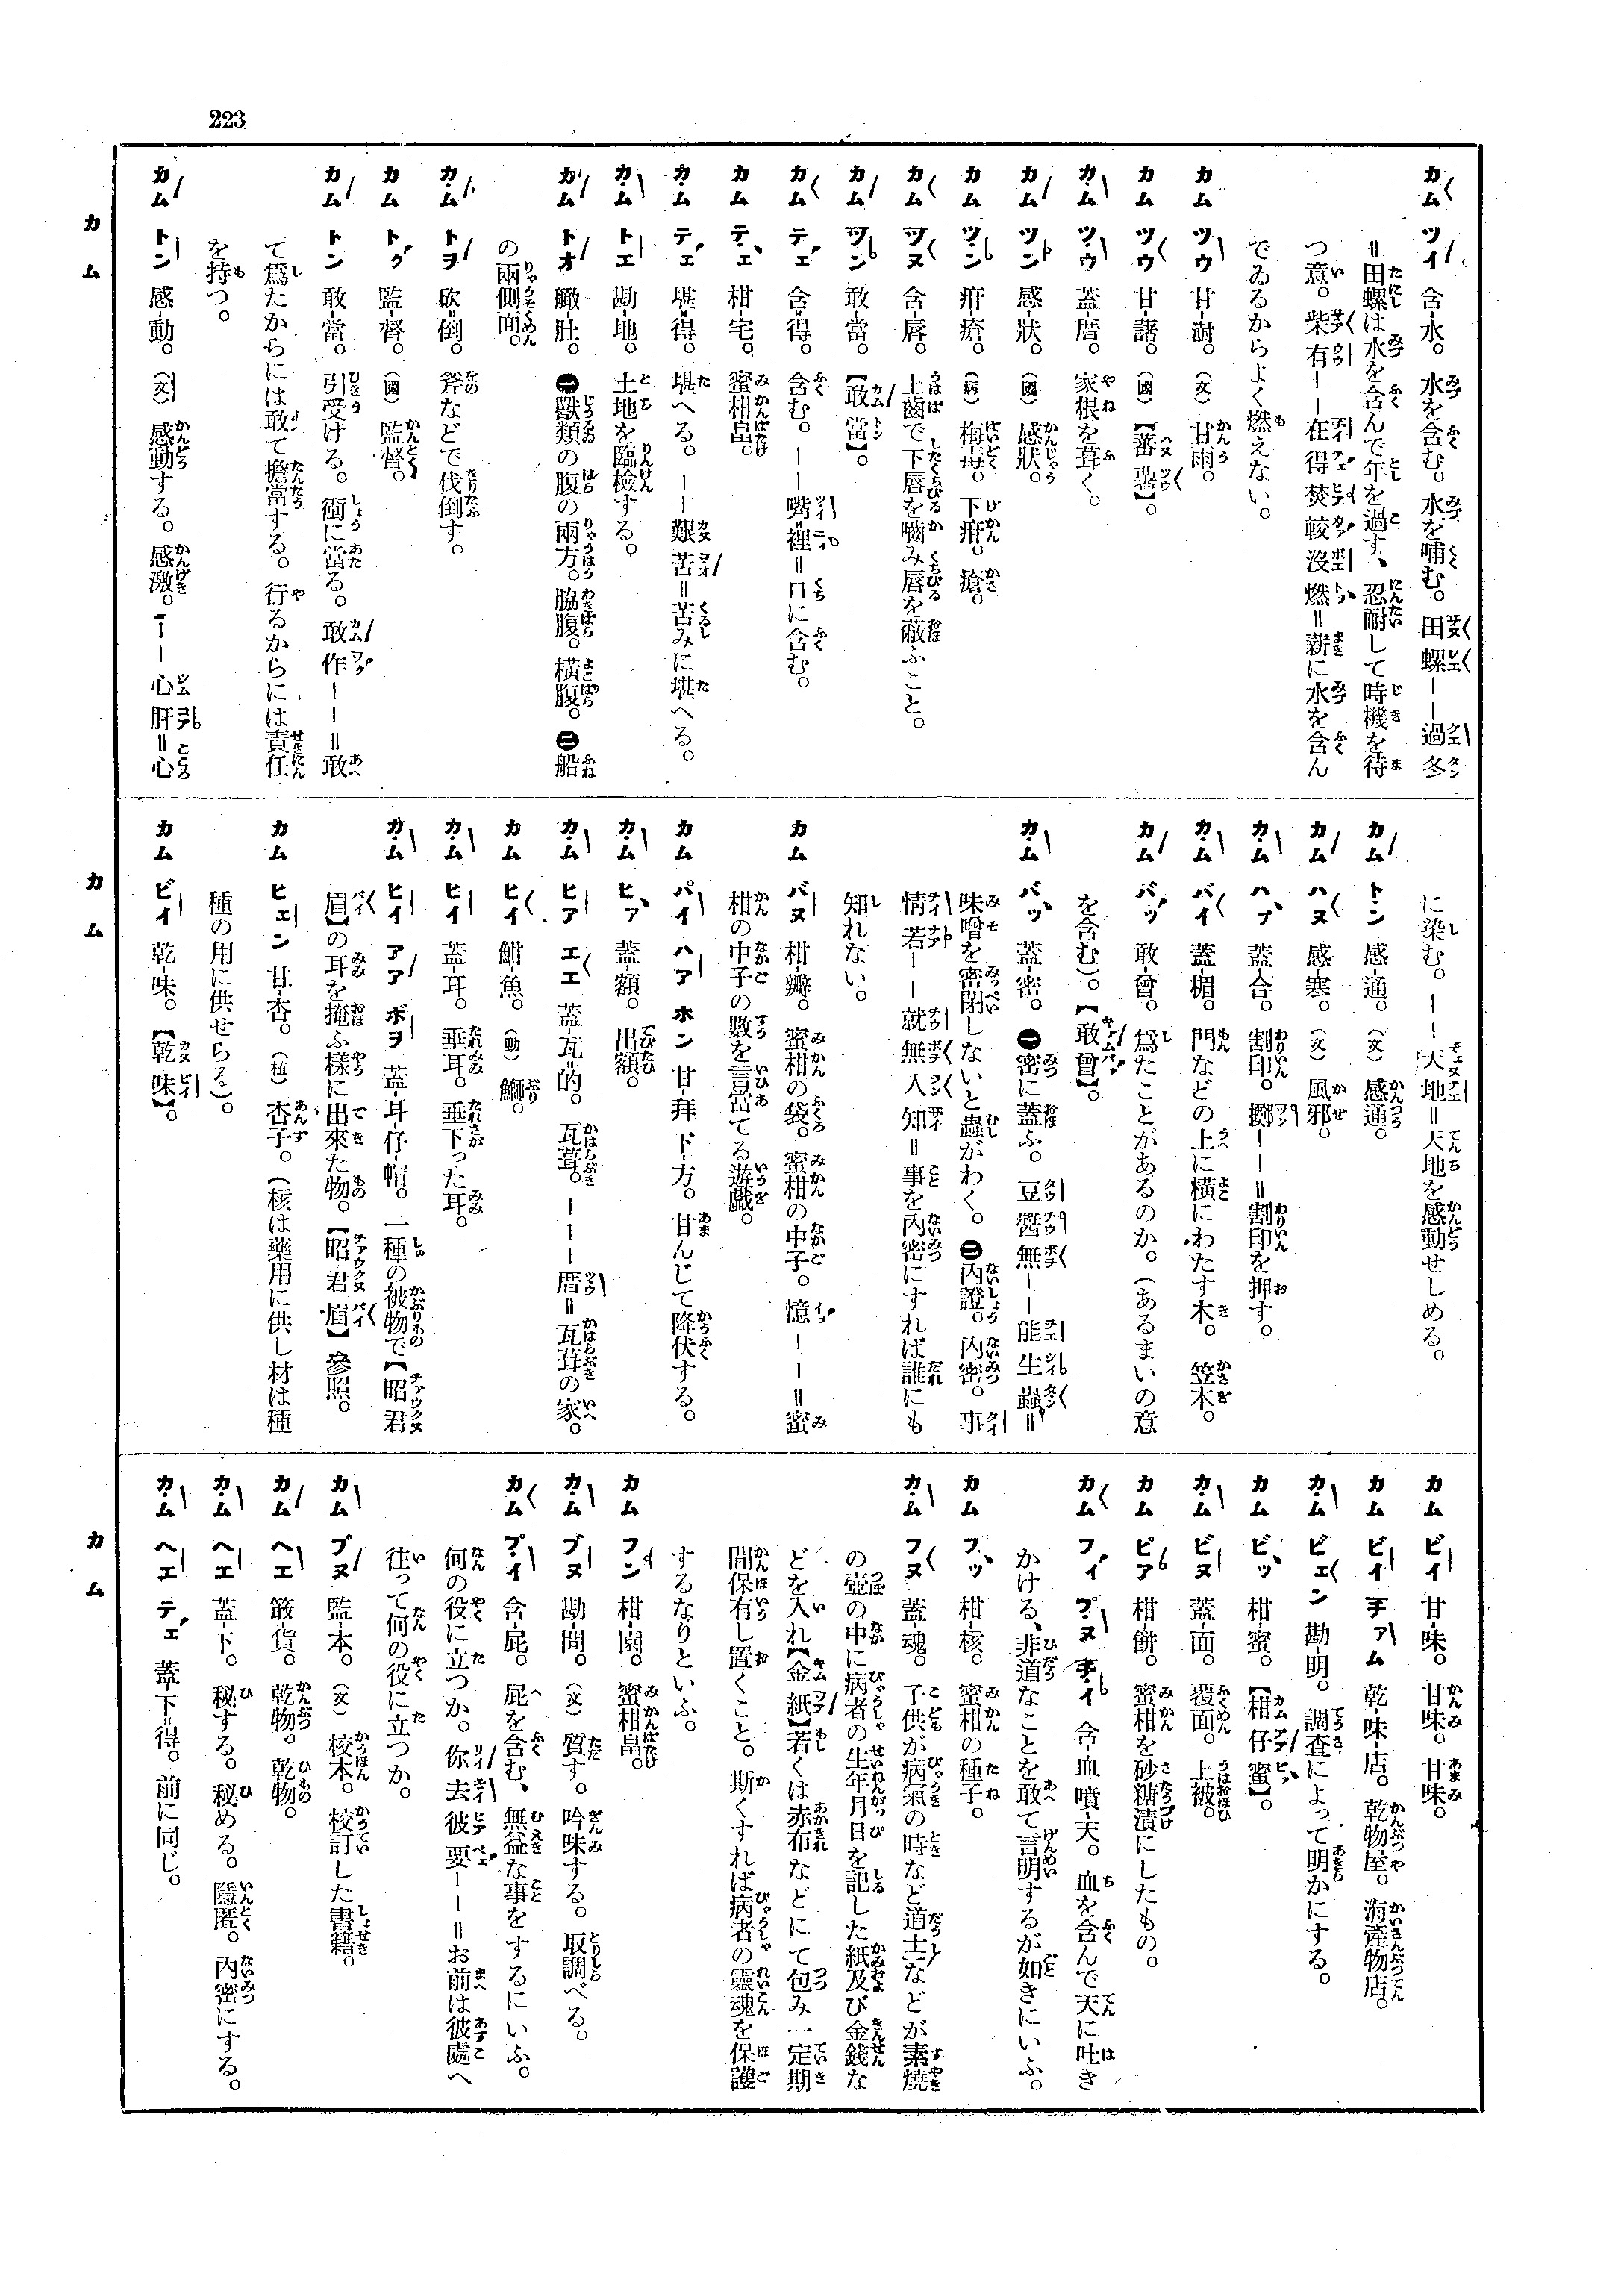 223
カム ツイ 含-水。 水を含む。水を哺む。田螺ーー過冬
＝田螺は水を含んで年を過す、忍耐して時機を待
つ意。柴有ーー在得焚較沒燃＝薪に水を含ん
でゐるからよく燃えない。
カム ツウ 甘-澍。（文）甘雨。
カム ツウ 甘-藷。（國）【蕃薯】。
カム ツウ 蓋-厝。 家根を葺く。
カム ツン 感-狀。（國）感狀。
カム ツン 疳-瘡。（病）梅毒。下疳。瘡。
カム ツヌ 含-唇。 上齒で下唇を嚙み唇を蔽ふこと。
カム ツン 敢-當。【敢當】。
カム テェ 含＝得。 含む。ーー嘴＝裡＝口に含む。
カム テェ 柑-宅。 蜜柑畠。
カム テェ 堪＝得。 堪へる。ーー艱苦＝苦みに堪へる。
カム トエ 勘-地。 土地を臨檢する。
カム トオ 䐄-肚。 ㊀獸類の腹の兩方。脇腹。橫腹。㊁船
の兩側面。
カム トヲ 砍＝倒。 斧などで伐倒す。
カム トク 監-督。（國）監督。
カム トン 敢-當。 引受ける。衝に當る。敢作ーー＝敢
て爲たからには敢て擔當する。行るからには責任
を持つ。
カム トン 感-動。（文）感動する。感激。ーー心肝＝心
に染む。ーー天地＝天地を感動せしめる。
カム トン 感-通。（文）感通。
カム ハヌ 感-塞。（文）風邪。
カム ハプ 蓋-合。 割印。擲ーー＝割印を押す。
カム バイ 蓋-楣。 門などの上に橫にわたす木。笠木。
カム バッ 敢-曾。 爲たことがあるのか。（あるまいの意
を含む）。【敢曾】。
カム バッ 蓋-密。 ㊀密に蓋ふ。豆醬無ーー能生蟲＝
味噌を密閉しないと蟲がわく。㊁內證。內密。事
情若ーー就無人知＝事を內密にすれば誰にも
知れない。
カム バヌ 柑-瓣。 蜜柑の袋。蜜柑の中子。憶ーー＝蜜
柑の中子の數を言當てる遊戲。
カム パイ ハア ホン 甘-拜 下-方。 甘んじて降伏する。
カム ヒァ 蓋-額。 出額。
カム ヒア エエ 蓋-瓦＝的。 瓦葺。ーーー厝＝瓦葺の家。
カム ヒイ 魽-魚。（動）鰤。
カム ヒイ 蓋-耳。 垂耳。垂下った耳。
カム ヒイ アア ボヲ 蓋-耳-仔-帽。 一種の被物で【昭君
眉】の耳を掩ふ樣に出來た物。【昭君眉】參照。
カム ヒェン 甘-杏。（植）杏子。（核は藥用に供し材は種
種の用に供せらる）。
カム ビイ 乾-味。【乾味】。
カム ビイ 甘-味。 甘味。甘味。
カム ビイ チァム 乾-味-店。 乾物屋。海產物店。
カム ビェン 勘-明。 調査によって明かにする。
カム ビッ 柑-蜜。【柑仔蜜】。
カム ビヌ 蓋-面。 覆面。上被。
カム ピア 柑-餅。 蜜柑を砂糖漬にしたもの。
カム フイ プヌ チイ 含-血 噴-天。 血を含んで天に吐き
かける、非道なことを敢て言明するが如きにいふ。
カム フッ 柑-核。 蜜柑の種子。
カム フヌ 蓋-魂。 子供が病氣の時など道士などが素燒
の壺の中に病者の生年月日を記した紙及び金錢な
どを入れ【金紙】若くは赤布などにて包み一定期
間保有し置くこと。斯くすれば病者の靈魂を保護
するなりといふ。
カム フン 柑-園。 蜜柑畠。
カム ブヌ 勘-問。（文）質す。吟味する。取調べる。
カム プイ 含-屁。 屁を含む、無益な事をするにいふ。
何の役に立つか。你去彼要ーー＝お前は彼處へ
往って何の役に立つか。
カム プヌ 監-本。（文）校本。校訂した書籍。
カム ヘエ 䉞-貨。 乾物。乾物。
カム ヘエ 蓋-下。 祕する。祕める。隱匿。內密にする。
カム ヘエ テェ 蓋-下＝得。 前に同じ。
カム
カム
カム